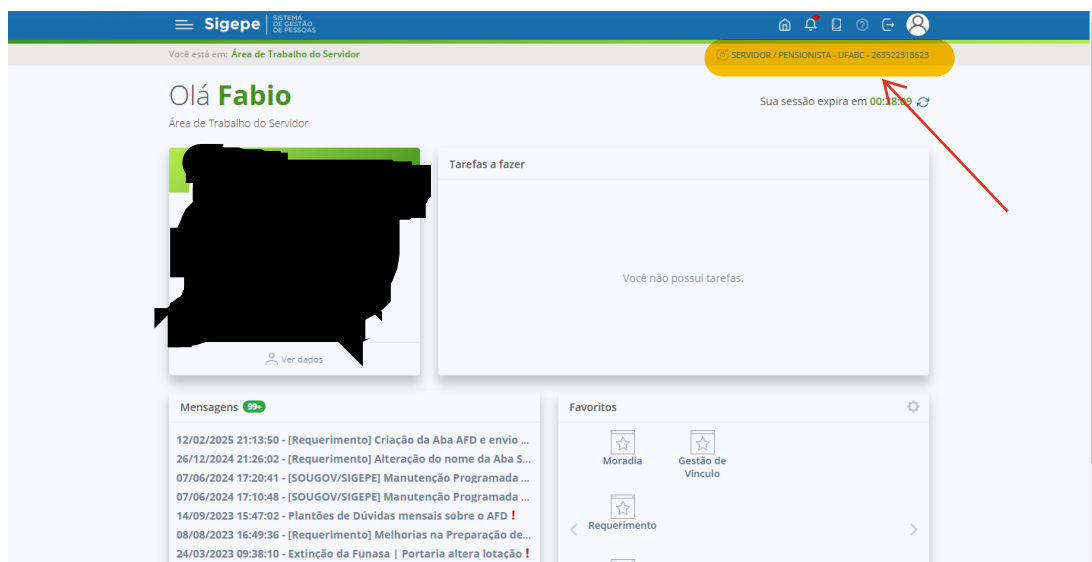 Sigepe SISTEMA
DE GESTÃO
DE PESSOAS
Você está em: Área de Trabalho do Servidor
SERVIDOR / PENSIONISTA - UFABC - 263522318623
Olá Fabio
Área de Trabalho do Servidor
Sua sessão expira em 00:28:09
Ver dados
Tarefas a fazer
Você não possui tarefas.
Mensagens 99+
12/02/2025 21:13:50 - [Requerimento] Criação da Aba AFD e envio ...
26/12/2024 21:26:02 - [Requerimento] Alteração do nome da Aba S...
07/06/2024 17:20:41 - [SOUGOV/SIGEPE] Manutenção Programada ...
07/06/2024 17:10:48 - [SOUGOV/SIGEPE] Manutenção Programada ...
14/09/2023 15:47:02 - Plantões de Dúvidas mensais sobre o AFD !
08/08/2023 16:49:36 - [Requerimento] Melhorias na Preparação de...
24/03/2023 09:38:10 - Extinção da Funasa | Portaria altera lotação !
Favoritos
Moradia
Gestão de
Vínculo
Requerimento